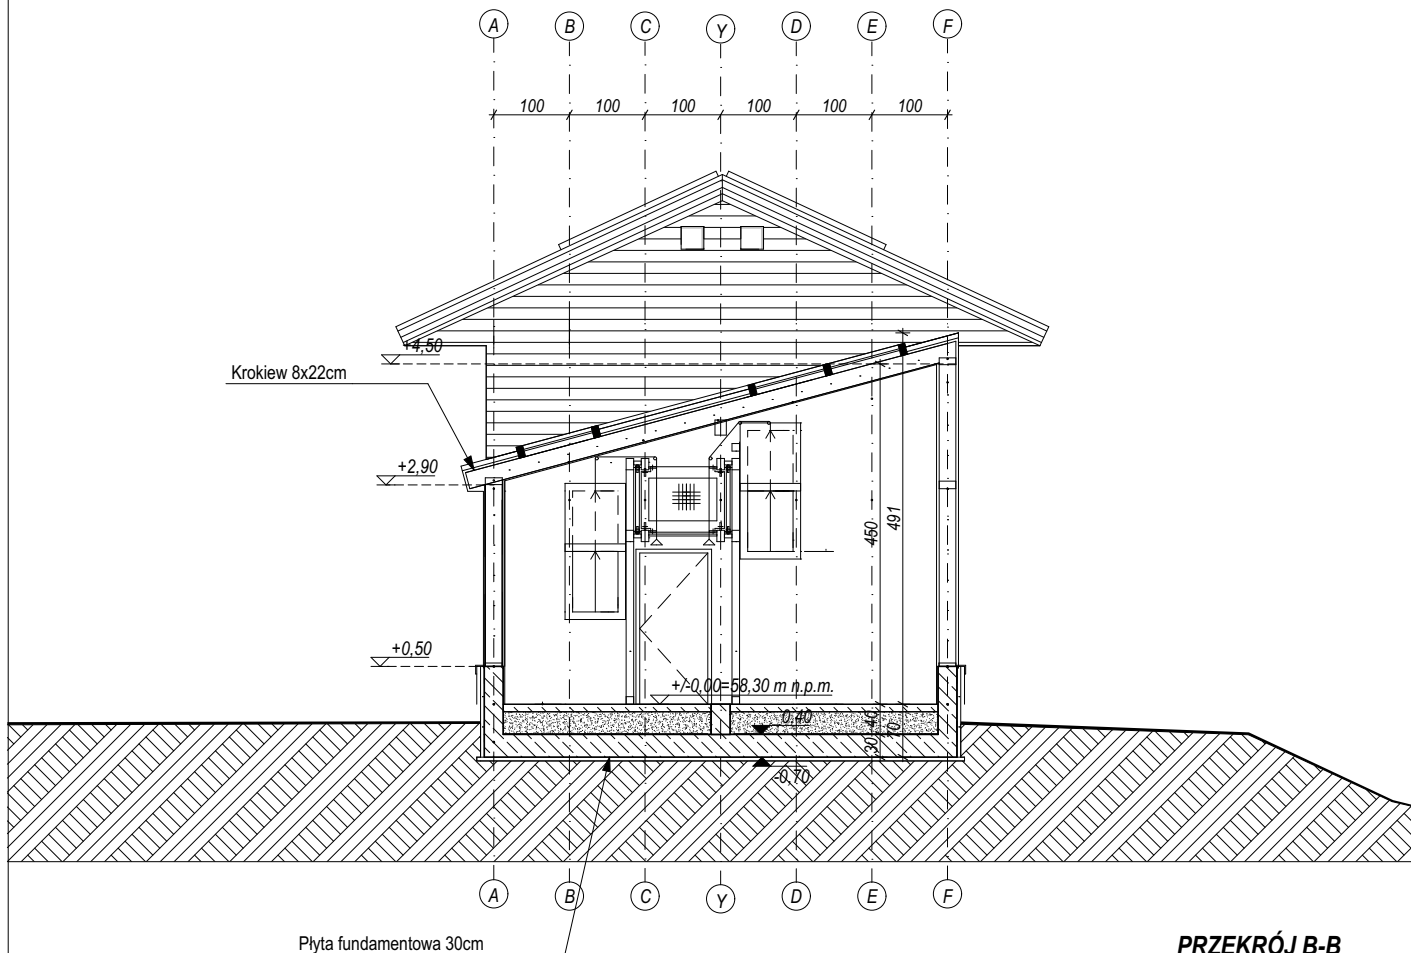 A B C Y D E F
100 100 100 100 100 100
+4,50
Krokiew 8x22cm
+2,90
450
491
+0,50
+/-0,00=58,30 m n.p.m.
0,40
40
70
30
-0,70
A B C Y D E F
Płyta fundamentowa 30cm
PRZEKRÓJ B-B